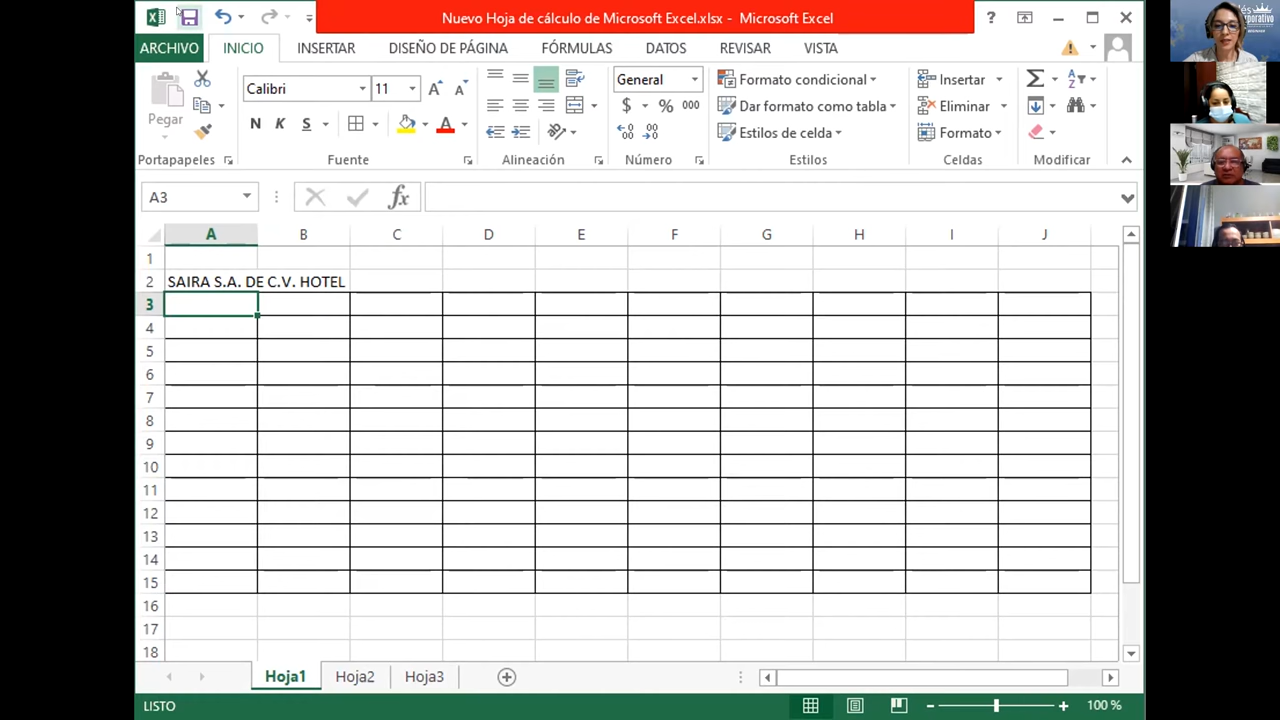 Nuevo Hoja de cálculo de Microsoft Excel.xlsx - Microsoft Excel
?
ARCHIVO INICIO INSERTAR DISEÑO DE PÁGINA FÓRMULAS DATOS REVISAR VISTA
Pegar
Calibri 11
N K S A
General
$ % 000
Formato condicional
Dar formato como tabla
Estilos de celda
Insertar
Eliminar
Formato
Portapapeles Fuente Alineación Número Estilos Celdas Modificar
A3 fx
A B C D E F G H I J
1
2 SAIRA S.A. DE C.V. HOTEL
3
4
5
6
7
8
9
10
11
12
13
14
15
16
17
18
Hoja1 Hoja2 Hoja3
LISTO 100 %